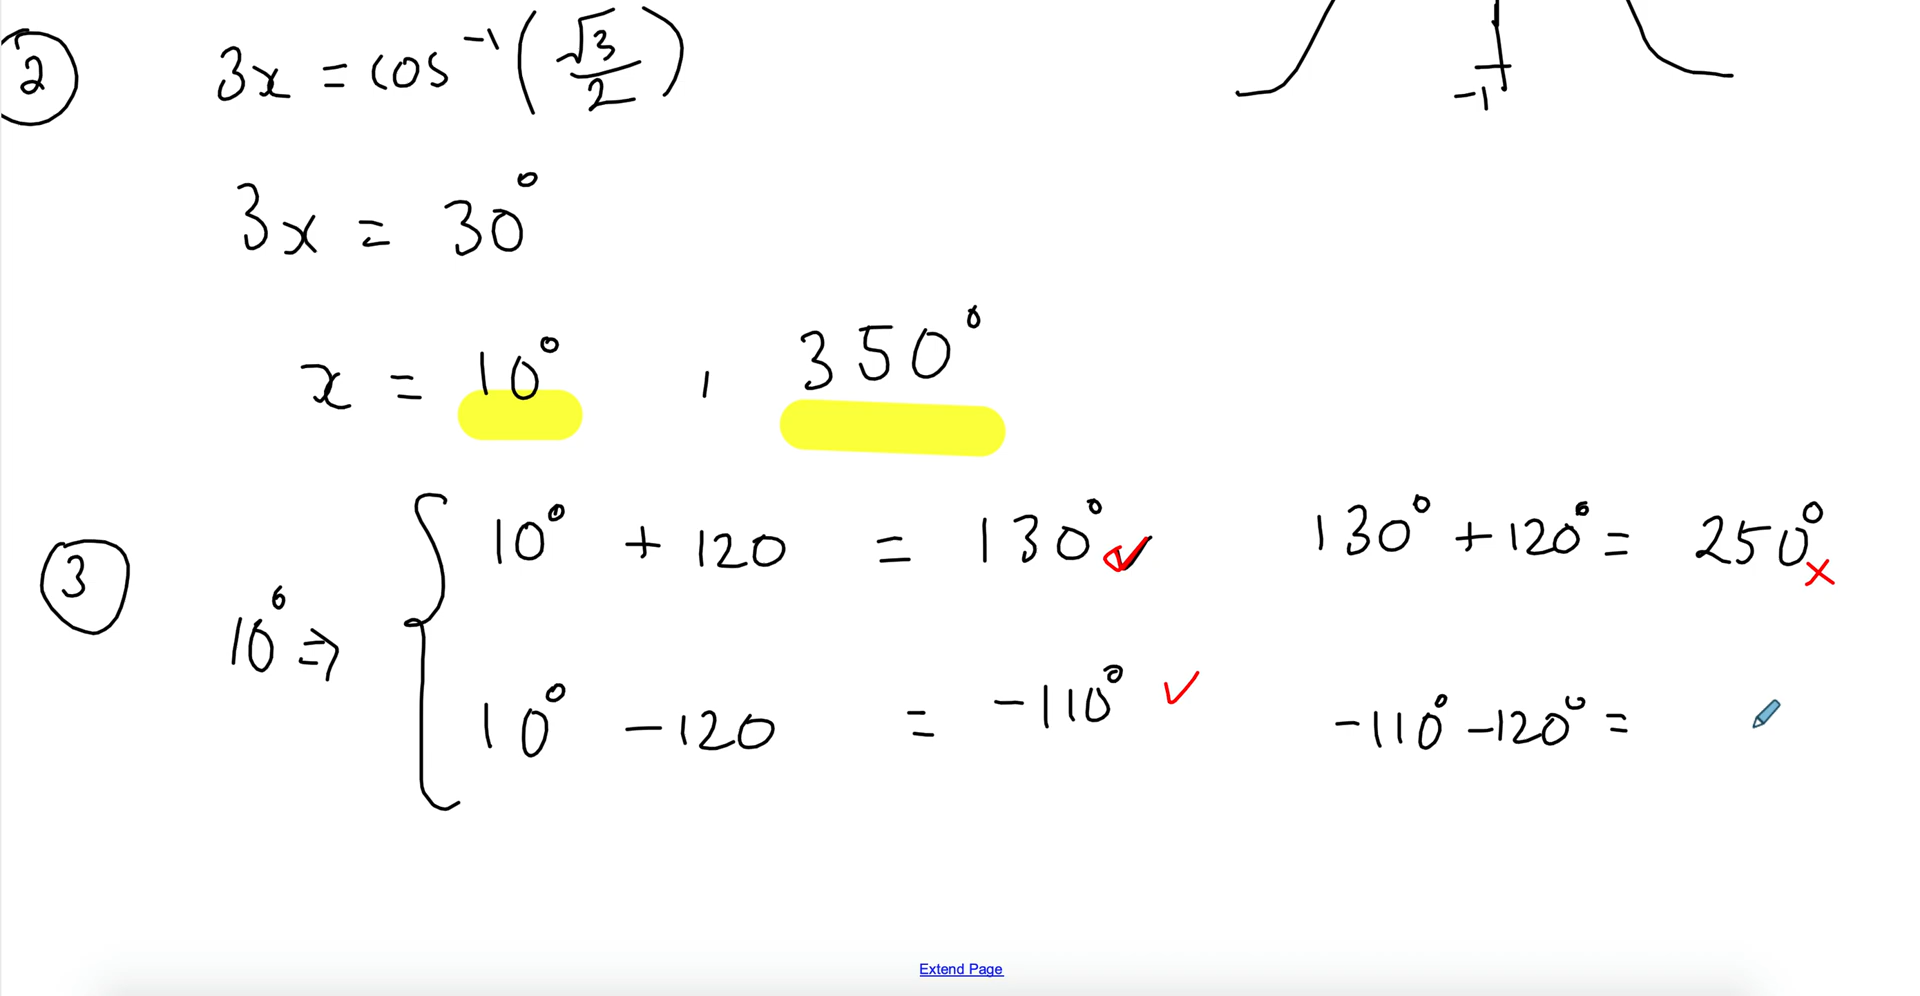 2 3x = cos⁻¹(√3/2)
-1
3x = 30°
x = 10° , 350°
3 10° ⇒
10° + 120 = 130° ✓ 130° + 120° = 250° ×
10° - 120 = -110° ✓ -110° - 120° =
Extend Page